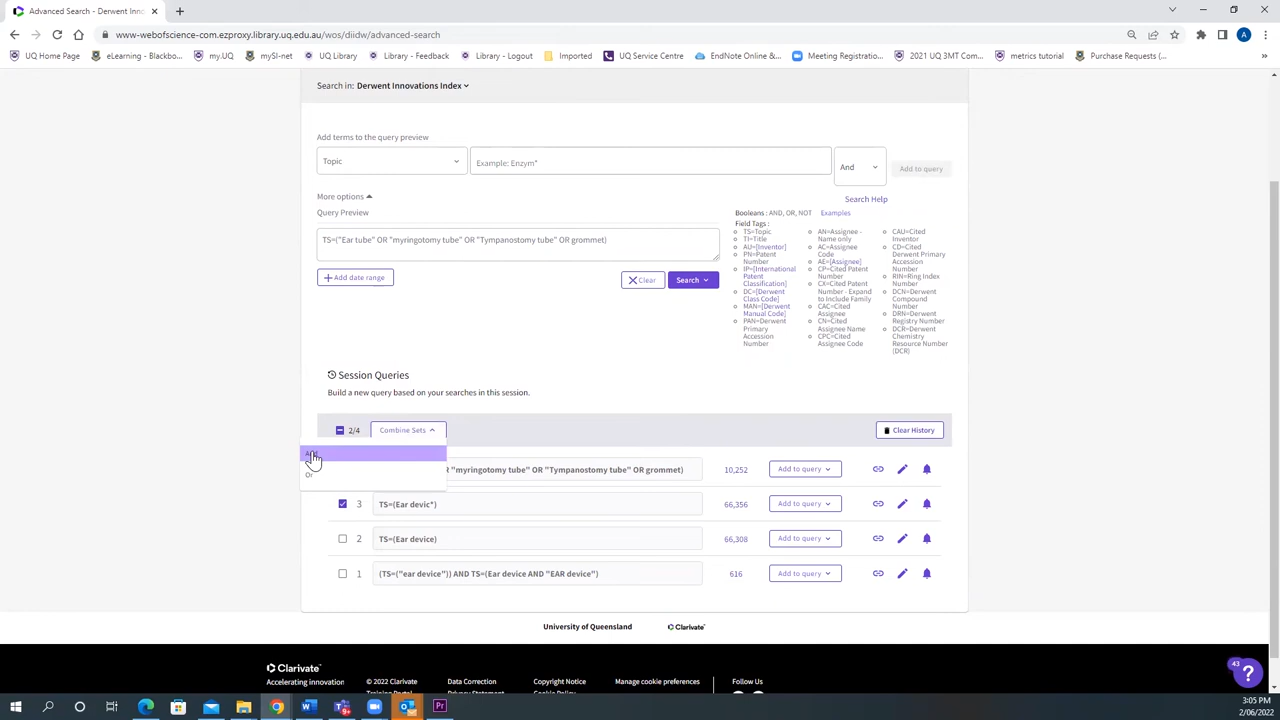 Advanced Search - Derwent Innov
webofscience-com.ezproxy.library.uq.edu.au/wos/diidw/advanced-search
A
UQ Home Page
eLearning - Blackbo...
my.UQ
mySI-net
UQ Library
Library - Feedback
Library - Logout
Imported
UQ Service Centre
EndNote Online &...
Meeting Registratio...
2021 UQ 3MT Com...
metrics tutorial
Purchase Requests (...
Search in: Derwent Innovations Index
Add terms to the query preview
Topic
Example: Enzym*
And
Add to query
More options
Search Help
Query Preview
Booleans : AND, OR, NOT Examples
Field Tags :
TS=("Ear tube" OR "myringotomy tube" OR "Tympanostomy tube" OR grommet)
Add date range
Clear
Search
TS=Topic
TI=Title
AU=[Inventor]
PN=Patent
Number
IP=[International
Patent
Classification]
DC=[Derwent
Class Code]
MAN=[Derwent
Manual Code]
PAN=Derwent
Primary
Accession
Number
AN=Assignee -
Name only
AC=Assignee
Code
AE=[Assignee]
CP=Cited Patent
Number
CX=Cited Patent
Number - Expand
to Include Family
CAC=Cited
Assignee
CN=Cited
Assignee Name
CPC=Cited
Assignee Code
CAU=Cited
Inventor
CD=Cited
Derwent Primary
Accession
Number
RIN=Ring Index
Number
DCN=Derwent
Compound
Number
DRN=Derwent
Registry Number
DCR=Derwent
Chemistry
Resource Number
(DCR)
Session Queries
Build a new query based on your searches in this session.
2/4
Combine Sets
Clear History
Or
"myringotomy tube" OR "Tympanostomy tube" OR grommet)
10,252
Add to query
3
TS=(Ear devic*)
66,356
Add to query
2
TS=(Ear device)
66,308
Add to query
1
(TS=("ear device")) AND TS=(Ear device AND "EAR device")
616
Add to query
University of Queensland
Clarivate
Clarivate™
Accelerating innovation
© 2022 Clarivate
Training Portal
Data Correction
Privacy Statement
Copyright Notice
Cookie Policy
Manage cookie preferences
Follow Us
43
?
3:05 PM
2/06/2022